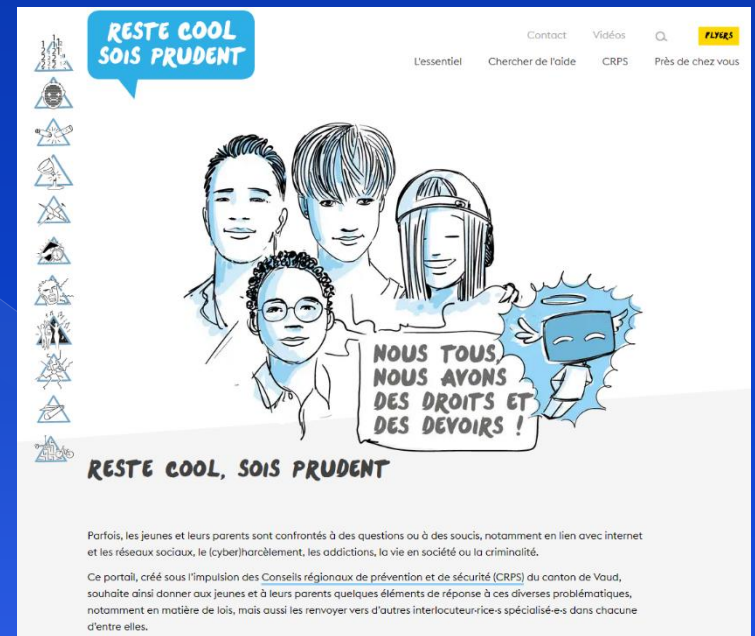 RESTE COOL
SOIS PRUDENT
Contact Vidéos FLYERS
L'essentiel Chercher de l'aide CRPS Près de chez vous
NOUS TOUS,
NOUS AVONS
DES DROITS ET
DES DEVOIRS !
RESTE COOL, SOIS PRUDENT
Parfois, les jeunes et leurs parents sont confrontés à des questions ou à des soucis, notamment en lien avec internet
et les réseaux sociaux, le (cyber)harcèlement, les addictions, la vie en société ou la criminalité.
Ce portail, créé sous l'impulsion des Conseils régionaux de prévention et de sécurité (CRPS) du canton de Vaud,
souhaite ainsi donner aux jeunes et à leurs parents quelques éléments de réponse à ces diverses problématiques,
notamment en matière de lois, mais aussi les renvoyer vers d'autres interlocuteur·rice·s spécialisé·e·s dans chacune
d'entre elles.